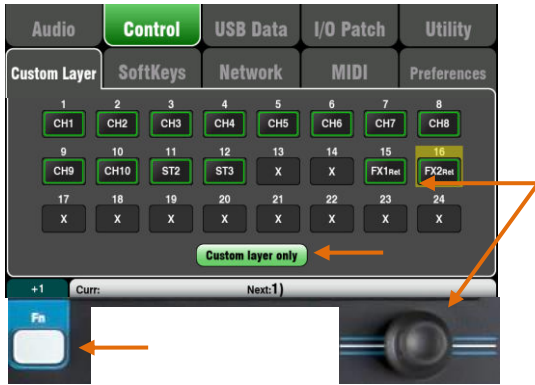 Audio Control USB Data I/O Patch Utility
Custom Layer SoftKeys Network MIDI Preferences
1 2 3 4 5 6 7 8
CH1 CH2 CH3 CH4 CH5 CH6 CH7 CH8
9 10 11 12 13 14 15 16
CH9 CH10 ST2 ST3 X X FX1Ret FX2Ret
17 18 19 20 21 22 23 24
X X X X X X X X
Custom layer only
+1 Curr: Next:1)
Fn